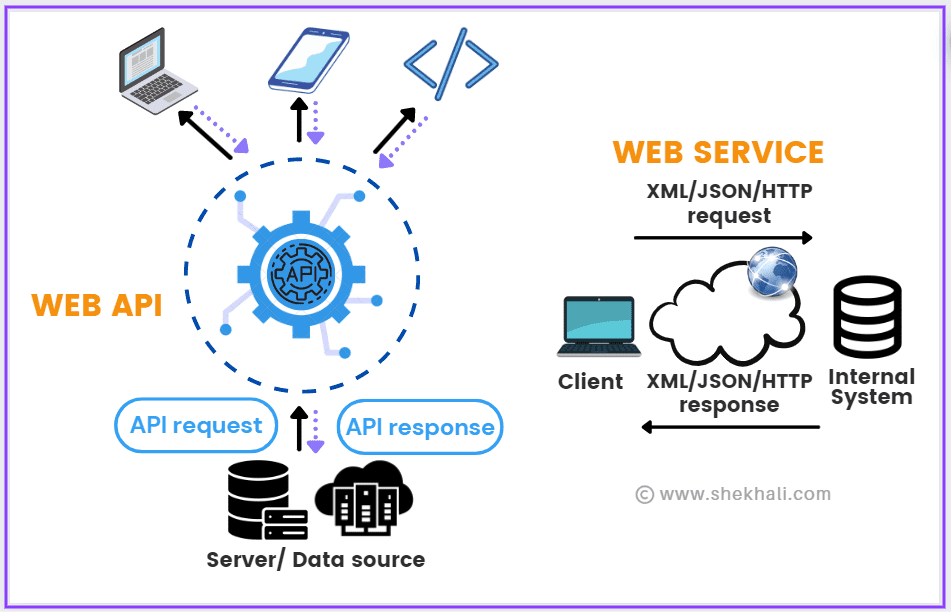 WEB SERVICE
XML/JSON/HTTP
request
WEB API
API
Client
XML/JSON/HTTP
response
Internal
System
API request
API response
© www.shekhali.com
Server/ Data source